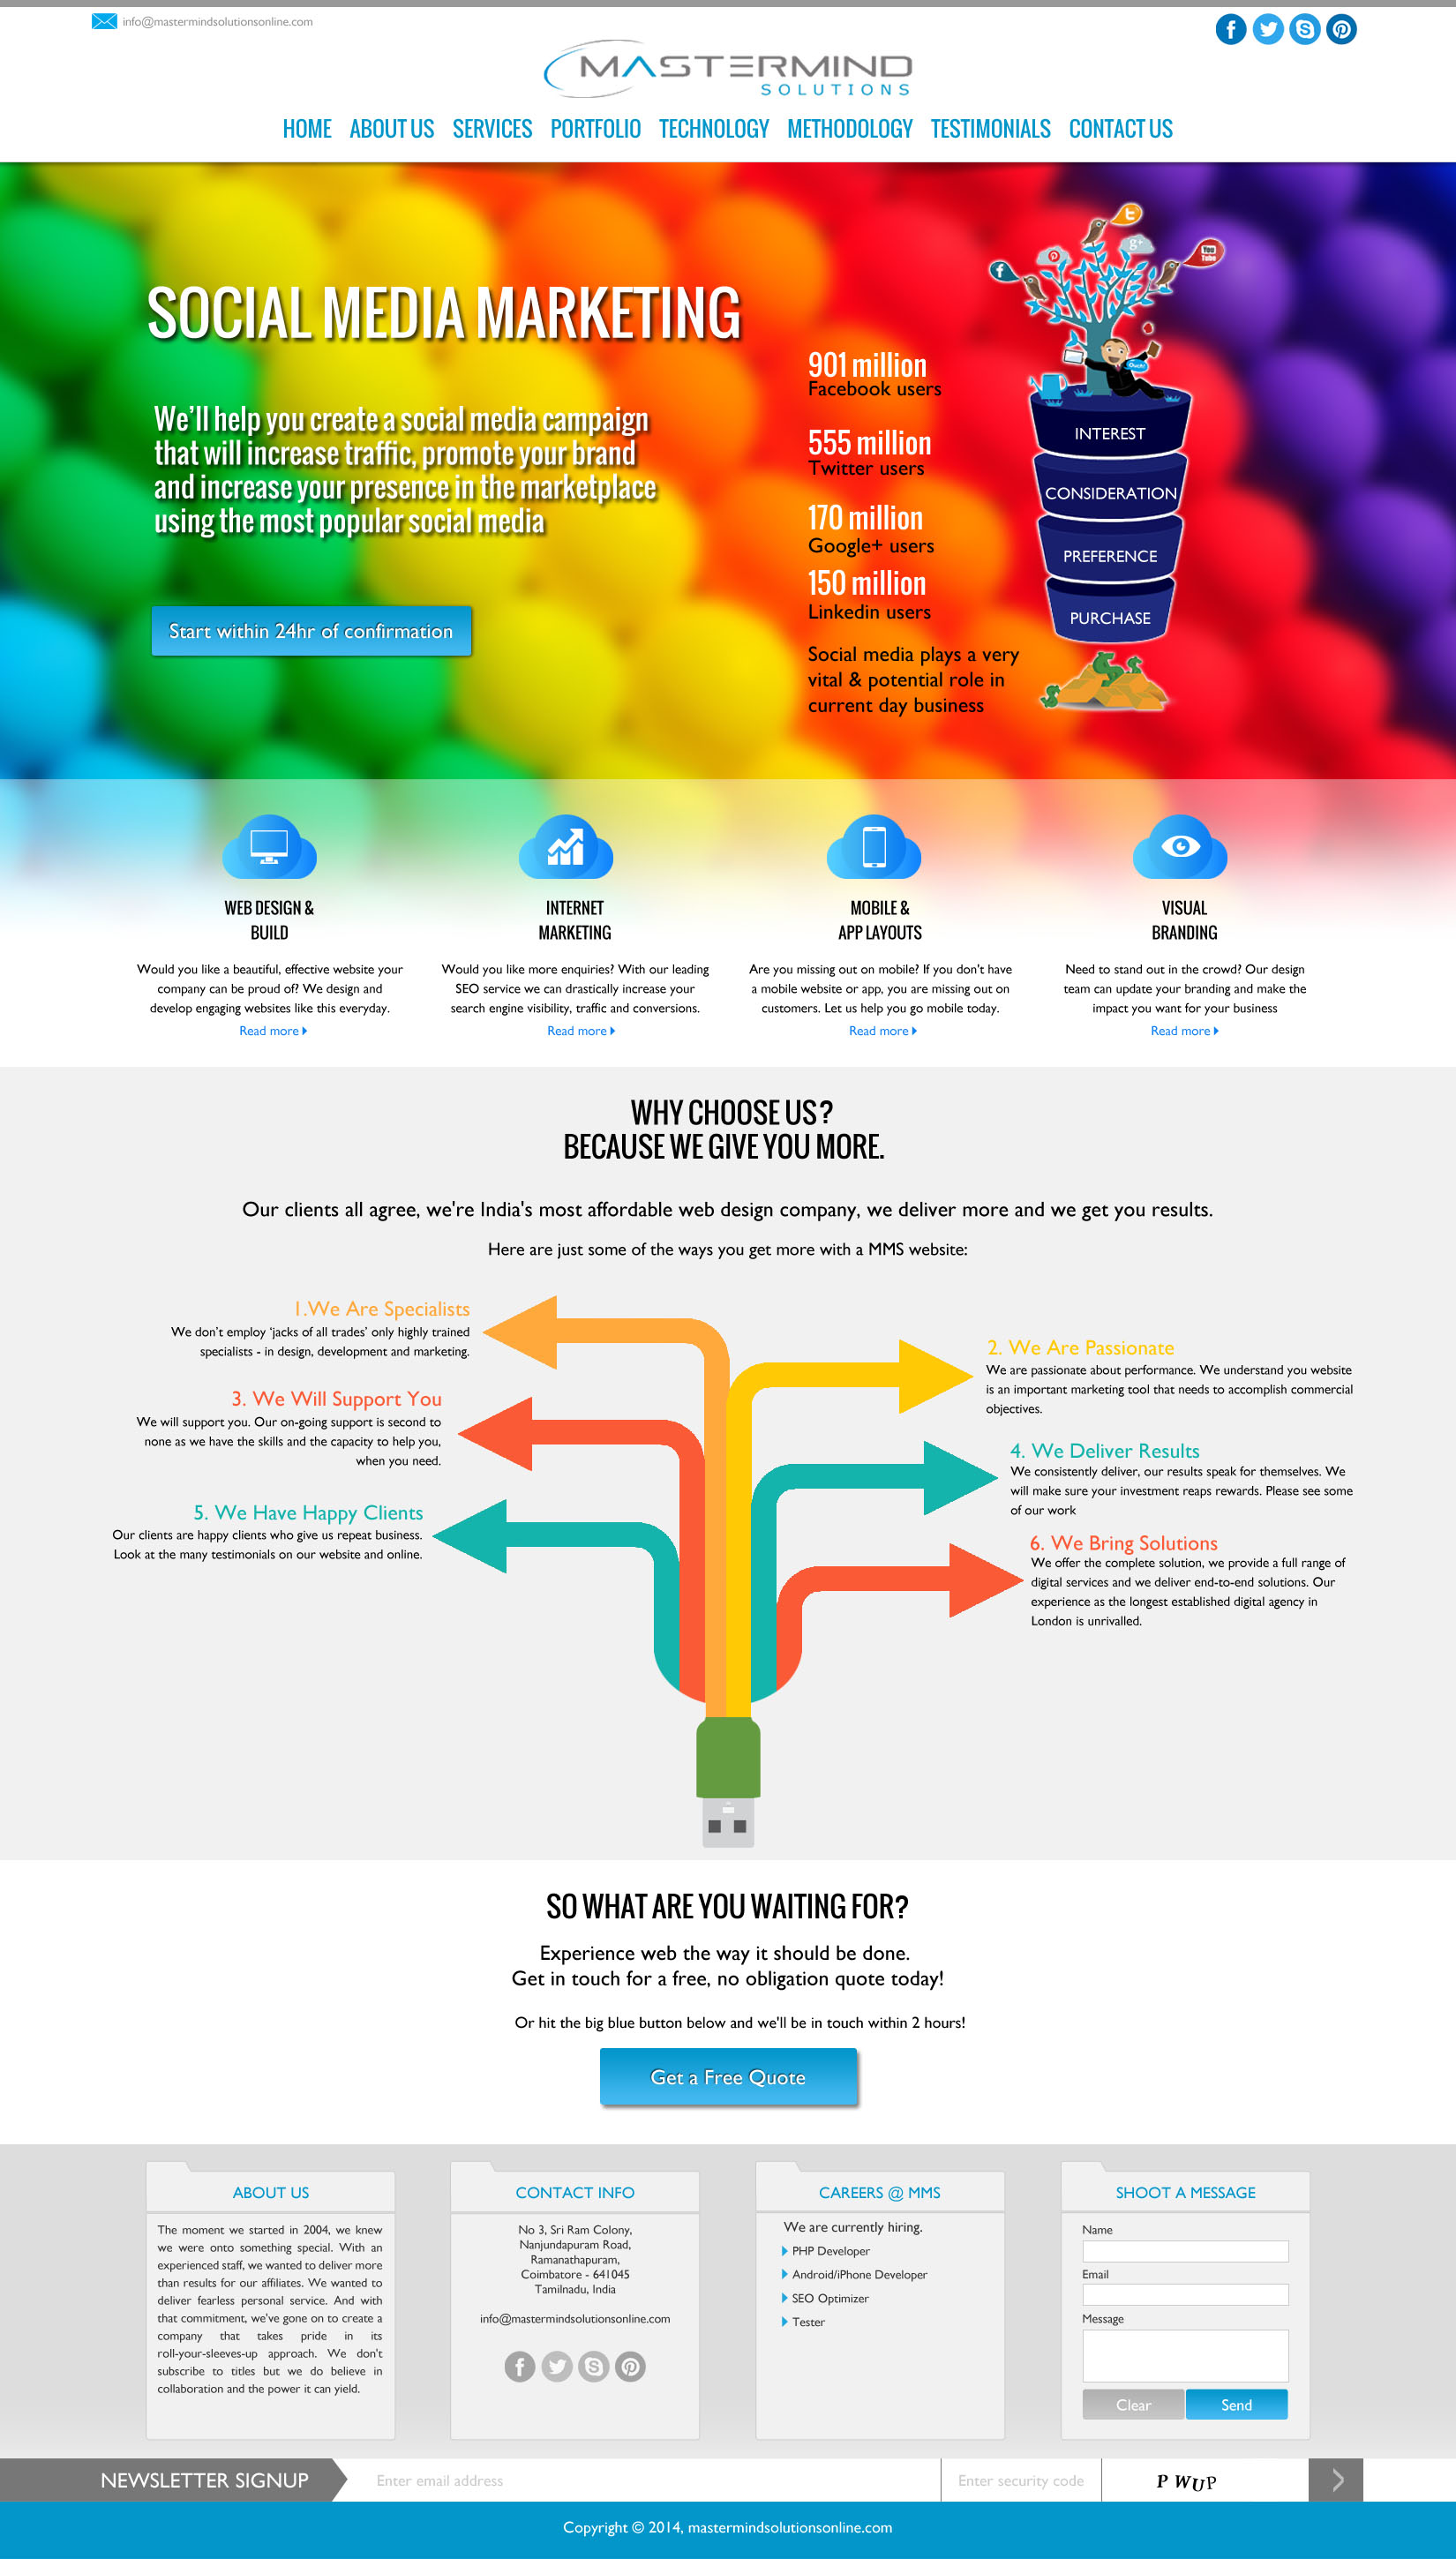 info@mastermindsolutionsonline.com
MASTERMIND
SOLUTIONS
HOME ABOUT US SERVICES PORTFOLIO TECHNOLOGY METHODOLOGY TESTIMONIALS CONTACT US
SOCIAL MEDIA MARKETING
We'll help you create a social media campaign
that will increase traffic, promote your brand
and increase your presence in the marketplace
using the most popular social media
Start within 24hr of confirmation
901 million
Facebook users
555 million
Twitter users
170 million
Google+ users
150 million
Linkedin users
Social media plays a very
vital & potential role in
current day business
g+
You
Tube
Ouch!
INTEREST
CONSIDERATION
PREFERENCE
PURCHASE
WEB DESIGN &
BUILD
Would you like a beautiful, effective website your
company can be proud of? We design and
develop engaging websites like this everyday.
Read more
INTERNET
MARKETING
Would you like more enquiries? With our leading
SEO service we can drastically increase your
search engine visibility, traffic and conversions.
Read more
MOBILE &
APP LAYOUTS
Are you missing out on mobile? If you don't have
a mobile website or app, you are missing out on
customers. Let us help you go mobile today.
Read more
VISUAL
BRANDING
Need to stand out in the crowd? Our design
team can update your branding and make the
impact you want for your business
Read more
WHY CHOOSE US?
BECAUSE WE GIVE YOU MORE.
Our clients all agree, we're India's most affordable web design company, we deliver more and we get you results.
Here are just some of the ways you get more with a MMS website:
1.We Are Specialists
We don't employ 'jacks of all trades' only highly trained
specialists - in design, development and marketing.
2. We Are Passionate
We are passionate about performance. We understand you website
is an important marketing tool that needs to accomplish commercial
objectives.
3. We Will Support You
We will support you. Our on-going support is second to
none as we have the skills and the capacity to help you,
when you need.
4. We Deliver Results
We consistently deliver, our results speak for themselves. We
will make sure your investment reaps rewards. Please see some
of our work
5. We Have Happy Clients
Our clients are happy clients who give us repeat business.
Look at the many testimonials on our website and online.
6. We Bring Solutions
We offer the complete solution, we provide a full range of
digital services and we deliver end-to-end solutions. Our
experience as the longest established digital agency in
London is unrivalled.
SO WHAT ARE YOU WAITING FOR?
Experience web the way it should be done.
Get in touch for a free, no obligation quote today!
Or hit the big blue button below and we'll be in touch within 2 hours!
Get a Free Quote
ABOUT US
The moment we started in 2004, we knew
we were onto something special. With an
experienced staff, we wanted to deliver more
than results for our affiliates. We wanted to
deliver fearless personal service. And with
that commitment, we've gone on to create a
company that takes pride in its
roll-your-sleeves-up approach. We don't
subscribe to titles but we do believe in
collaboration and the power it can yield.
CONTACT INFO
No 3, Sri Ram Colony,
Nanjundapuram Road,
Ramanathapuram,
Coimbatore - 641045
Tamilnadu, India
info@mastermindsolutionsonline.com
CAREERS @ MMS
We are currently hiring.
PHP Developer
Android/iPhone Developer
SEO Optimizer
Tester
SHOOT A MESSAGE
Name
Email
Message
Clear Send
NEWSLETTER SIGNUP Enter email address Enter security code P WUP
Copyright © 2014, mastermindsolutionsonline.com